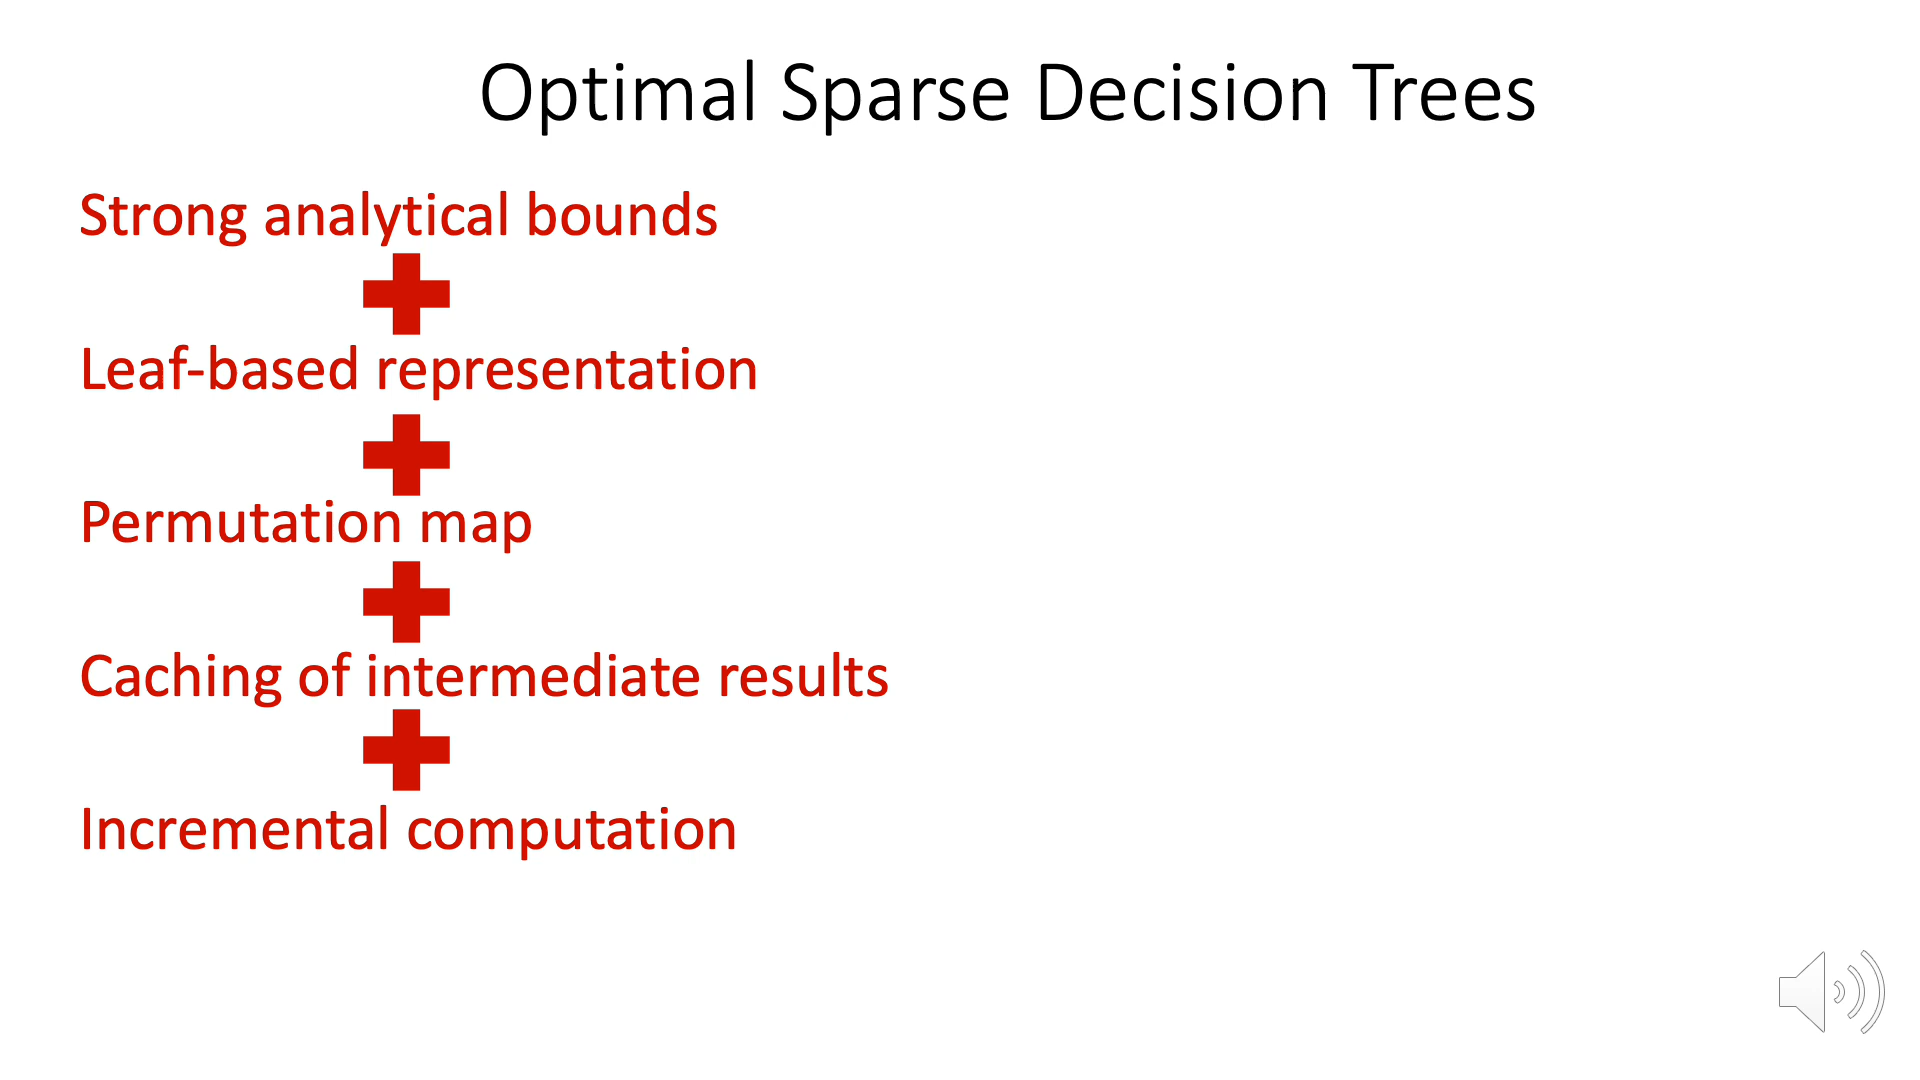 Optimal Sparse Decision Trees
Strong analytical bounds
Leaf-based representation
Permutation map
Caching of intermediate results
Incremental computation